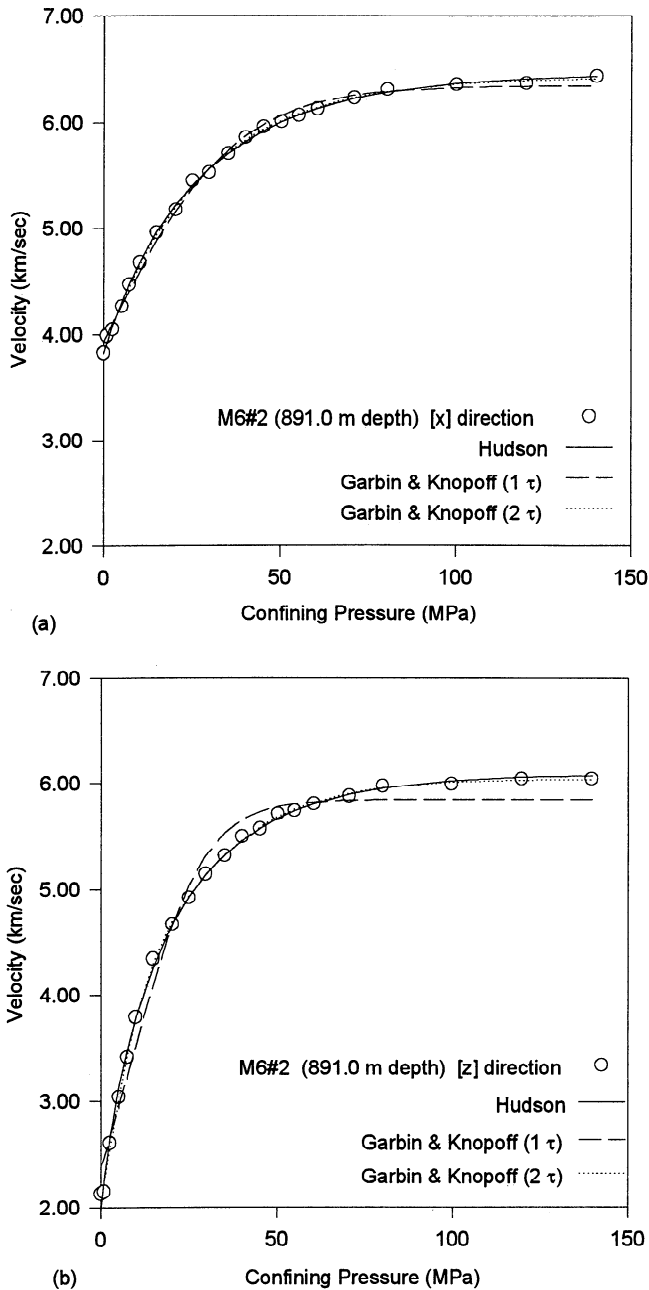 7.00
6.00
5.00
4.00
3.00
2.00
Velocity (km/sec)
M6#2 (891.0 m depth) [x] direction
Hudson
Garbin & Knopoff (1 τ)
Garbin & Knopoff (2 τ)
0 50 100 150
Confining Pressure (MPa)
(a)
7.00
6.00
5.00
4.00
3.00
2.00
Velocity (km/sec)
M6#2 (891.0 m depth) [z] direction
Hudson
Garbin & Knopoff (1 τ)
Garbin & Knopoff (2 τ)
0 50 100 150
Confining Pressure (MPa)
(b)